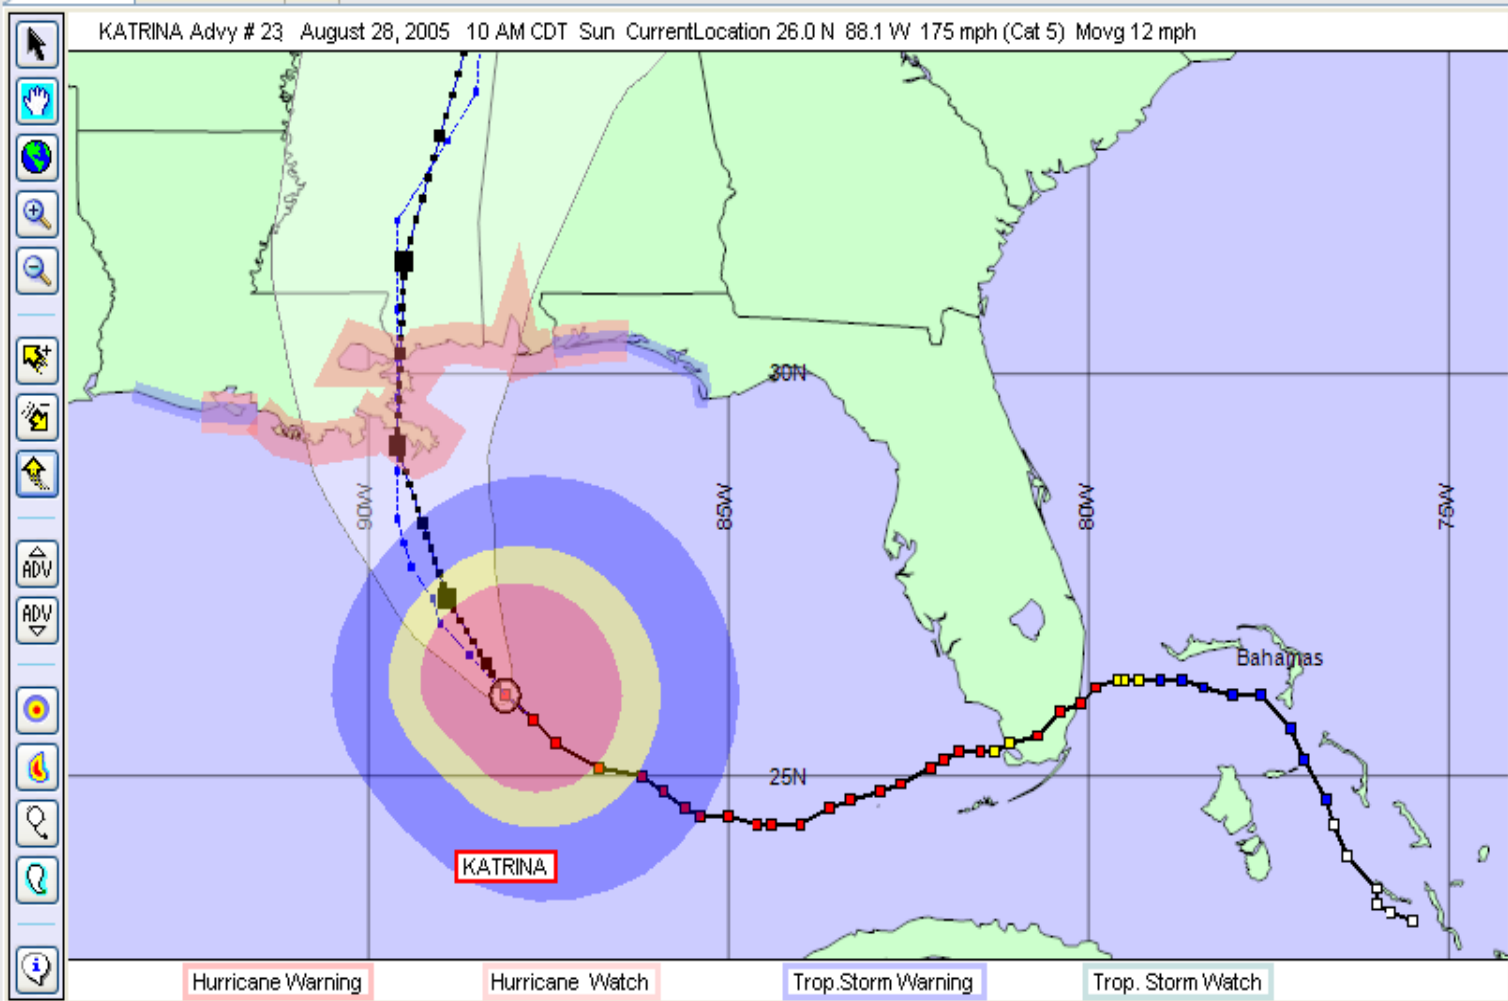 KATRINA Advy # 23 August 28, 2005 10 AM CDT Sun CurrentLocation 26.0 N 88.1 W 175 mph (Cat 5) Movg 12 mph
30N
90W
85W
80W
75W
ADV
ADV
Bahamas
25N
KATRINA
Hurricane Warning
Hurricane Watch
Trop.Storm Warning
Trop. Storm Watch